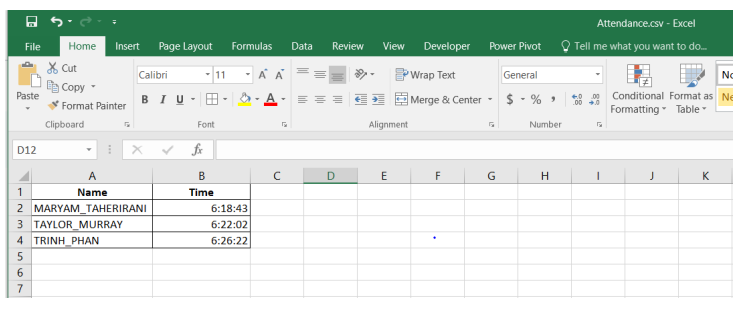 Attendance.csv - Excel
File Home Insert Page Layout Formulas Data Review View Developer Power Pivot Tell me what you want to do...
Cut
Copy
Format Painter
Paste
Calibri 11 A A
B I U A
Wrap Text
Merge & Center
General
$ % , .0 .00 .00 .0
Conditional Formatting
Format as Table
Clipboard Font Alignment Number
D12 fx
A B C D E F G H I J K
1 Name Time
2 MARYAM_TAHERIRANI 6:18:43
3 TAYLOR_MURRAY 6:22:02
4 TRINH_PHAN 6:26:22
5
6
7